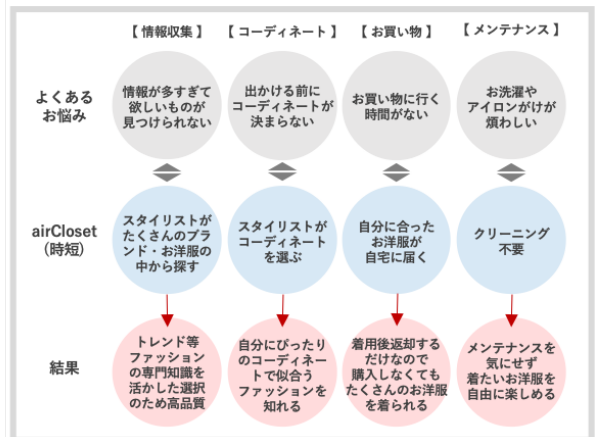 【 情報収集 】
【 コーディネート 】
【 お買い物 】
【 メンテナンス 】
よくある
お悩み
情報が多すぎて
欲しいものが
見つけられない
出かける前に
コーディネートが
決まらない
お買い物に行く
時間がない
お洗濯や
アイロンがけが
煩わしい
airCloset
(時短)
スタイリストが
たくさんのブラ
ンド・お洋服の
中から探す
スタイリストが
コーディネート
を選ぶ
自分に合った
お洋服が
自宅に届く
クリーニング
不要
結果
トレンド等
ファッション
の専門知識を
活かした選択
のため高品質
自分にぴったり
のコーディネー
トで似合う
ファッションを
知れる
着用後返却する
だけなので
購入しなくても
たくさんのお洋服
を着られる
メンテナンスを
気にせず
着たいお洋服を
自由に楽しめる